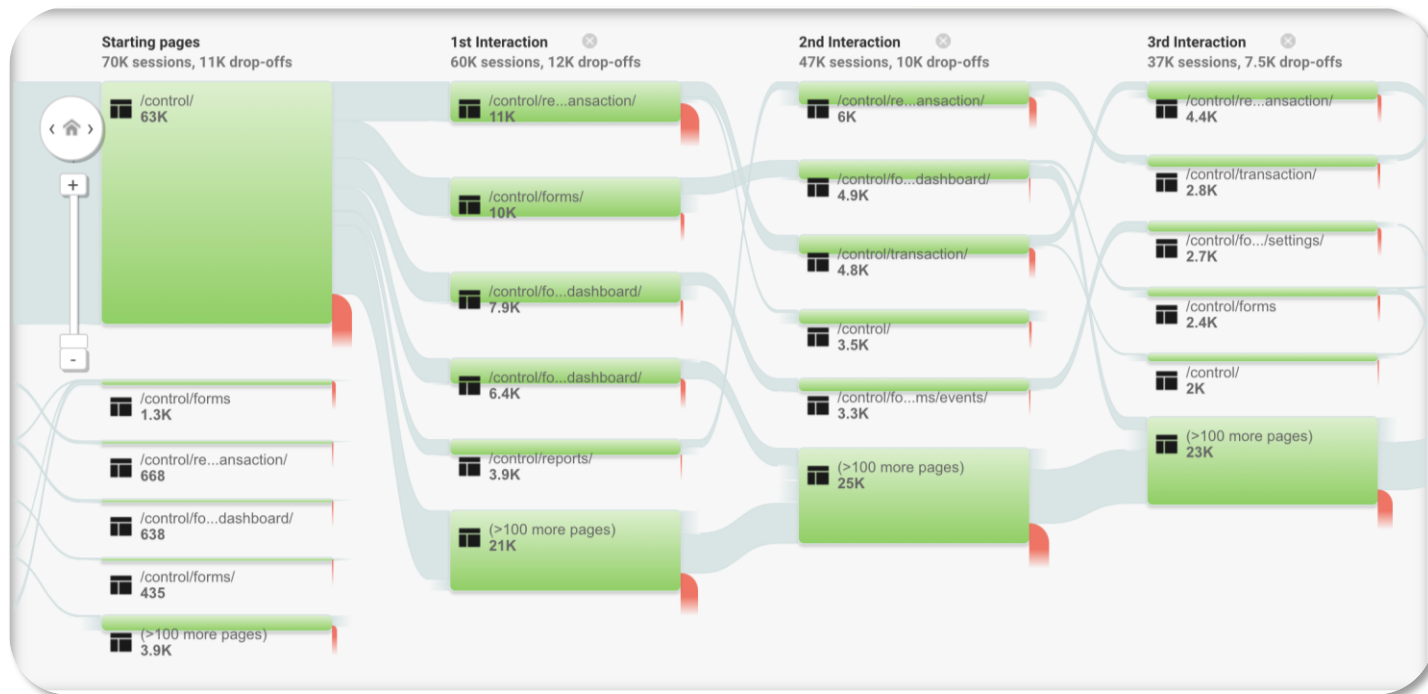 Starting pages
70K sessions, 11K drop-offs
/control/
63K
/control/forms
1.3K
/control/re...ansaction/
668
/control/fo...dashboard/
638
/control/forms/
435
(>100 more pages)
3.9K
1st Interaction
60K sessions, 12K drop-offs
/control/re...ansaction/
11K
/control/forms/
10K
/control/fo...dashboard/
7.9K
/control/fo...dashboard/
6.4K
/control/reports/
3.9K
(>100 more pages)
21K
2nd Interaction
47K sessions, 10K drop-offs
/control/re...ansaction/
6K
/control/fo...dashboard/
4.9K
/control/transaction/
4.8K
/control/
3.5K
/control/fo...ms/events/
3.3K
(>100 more pages)
25K
3rd Interaction
37K sessions, 7.5K drop-offs
/control/re...ansaction/
4.4K
/control/transaction/
2.8K
/control/fo.../settings/
2.7K
/control/forms
2.4K
/control/
2K
(>100 more pages)
23K
+
-